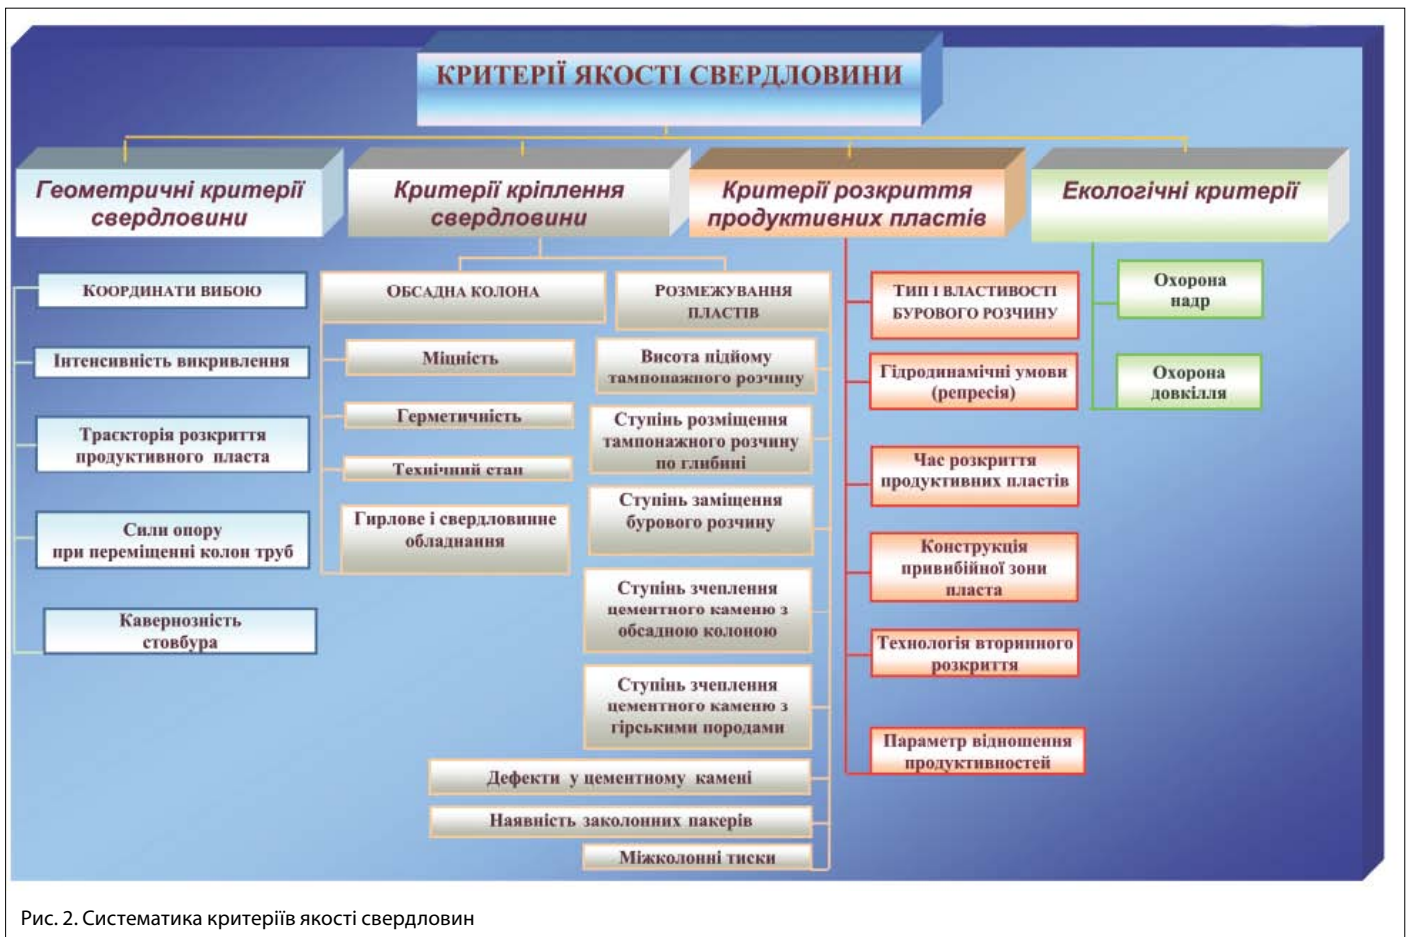 КРИТЕРІЇ ЯКОСТІ СВЕРДЛОВИНИ
Геометричні критерії
свердловини
Критерії кріплення
свердловини
Критерії розкриття
продуктивних пластів
Екологічні критерії
КООРДИНАТИ ВИБОЮ
Інтенсивність викривлення
Траєкторія розкриття
продуктивного пласта
Сили опору
при переміщенні колон труб
Кавернозність
стовбура
ОБСАДНА КОЛОНА
Міцність
Герметичність
Технічний стан
Гирлове і свердловинне
обладнання
РОЗМЕЖУВАННЯ
ПЛАСТІВ
Висота підйому
тампонажного розчину
Ступінь розміщення
тампонажного розчину
по глибині
Ступінь заміщення
бурового розчину
Ступінь зчеплення
цементного каменю з
обсадною колоною
Ступінь зчеплення
цементного каменю з
гірськими породами
Дефекти у цементному камені
Наявність заколонних пакерів
Міжколонні тиски
ТИП І ВЛАСТИВОСТІ
БУРОВОГО РОЗЧИНУ
Гідродинамічні умови
(репресія)
Час розкриття
продуктивних пластів
Конструкція
привибійної зони
пласта
Технологія вторинного
розкриття
Параметр відношення
продуктивностей
Охорона
надр
Охорона
довкілля
Рис. 2. Систематика критеріїв якості свердловин